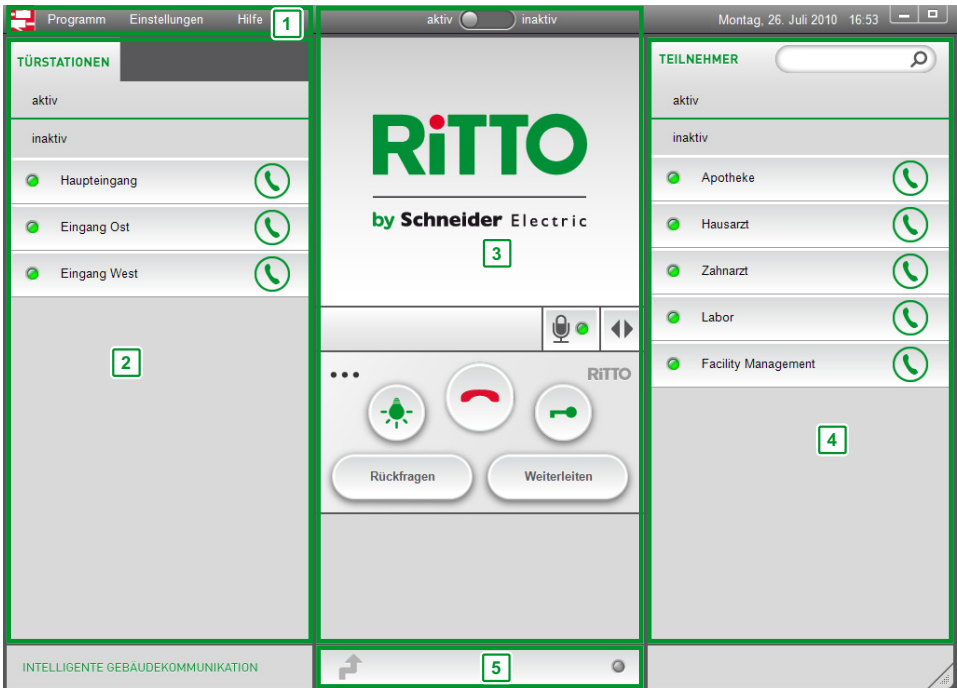 Programm Einstellungen Hilfe 1 aktiv inaktiv Montag, 26. Juli 2010 16:53
TÜRSTATIONEN
aktiv
inaktiv
Haupteingang
Eingang Ost
Eingang West
2
RiTTO
by Schneider Electric
3
RiTTO
Rückfragen Weiterleiten
TEILNEHMER
aktiv
inaktiv
Apotheke
Hausarzt
Zahnarzt
Labor
Facility Management
4
INTELLIGENTE GEBÄUDEKOMMUNIKATION
5